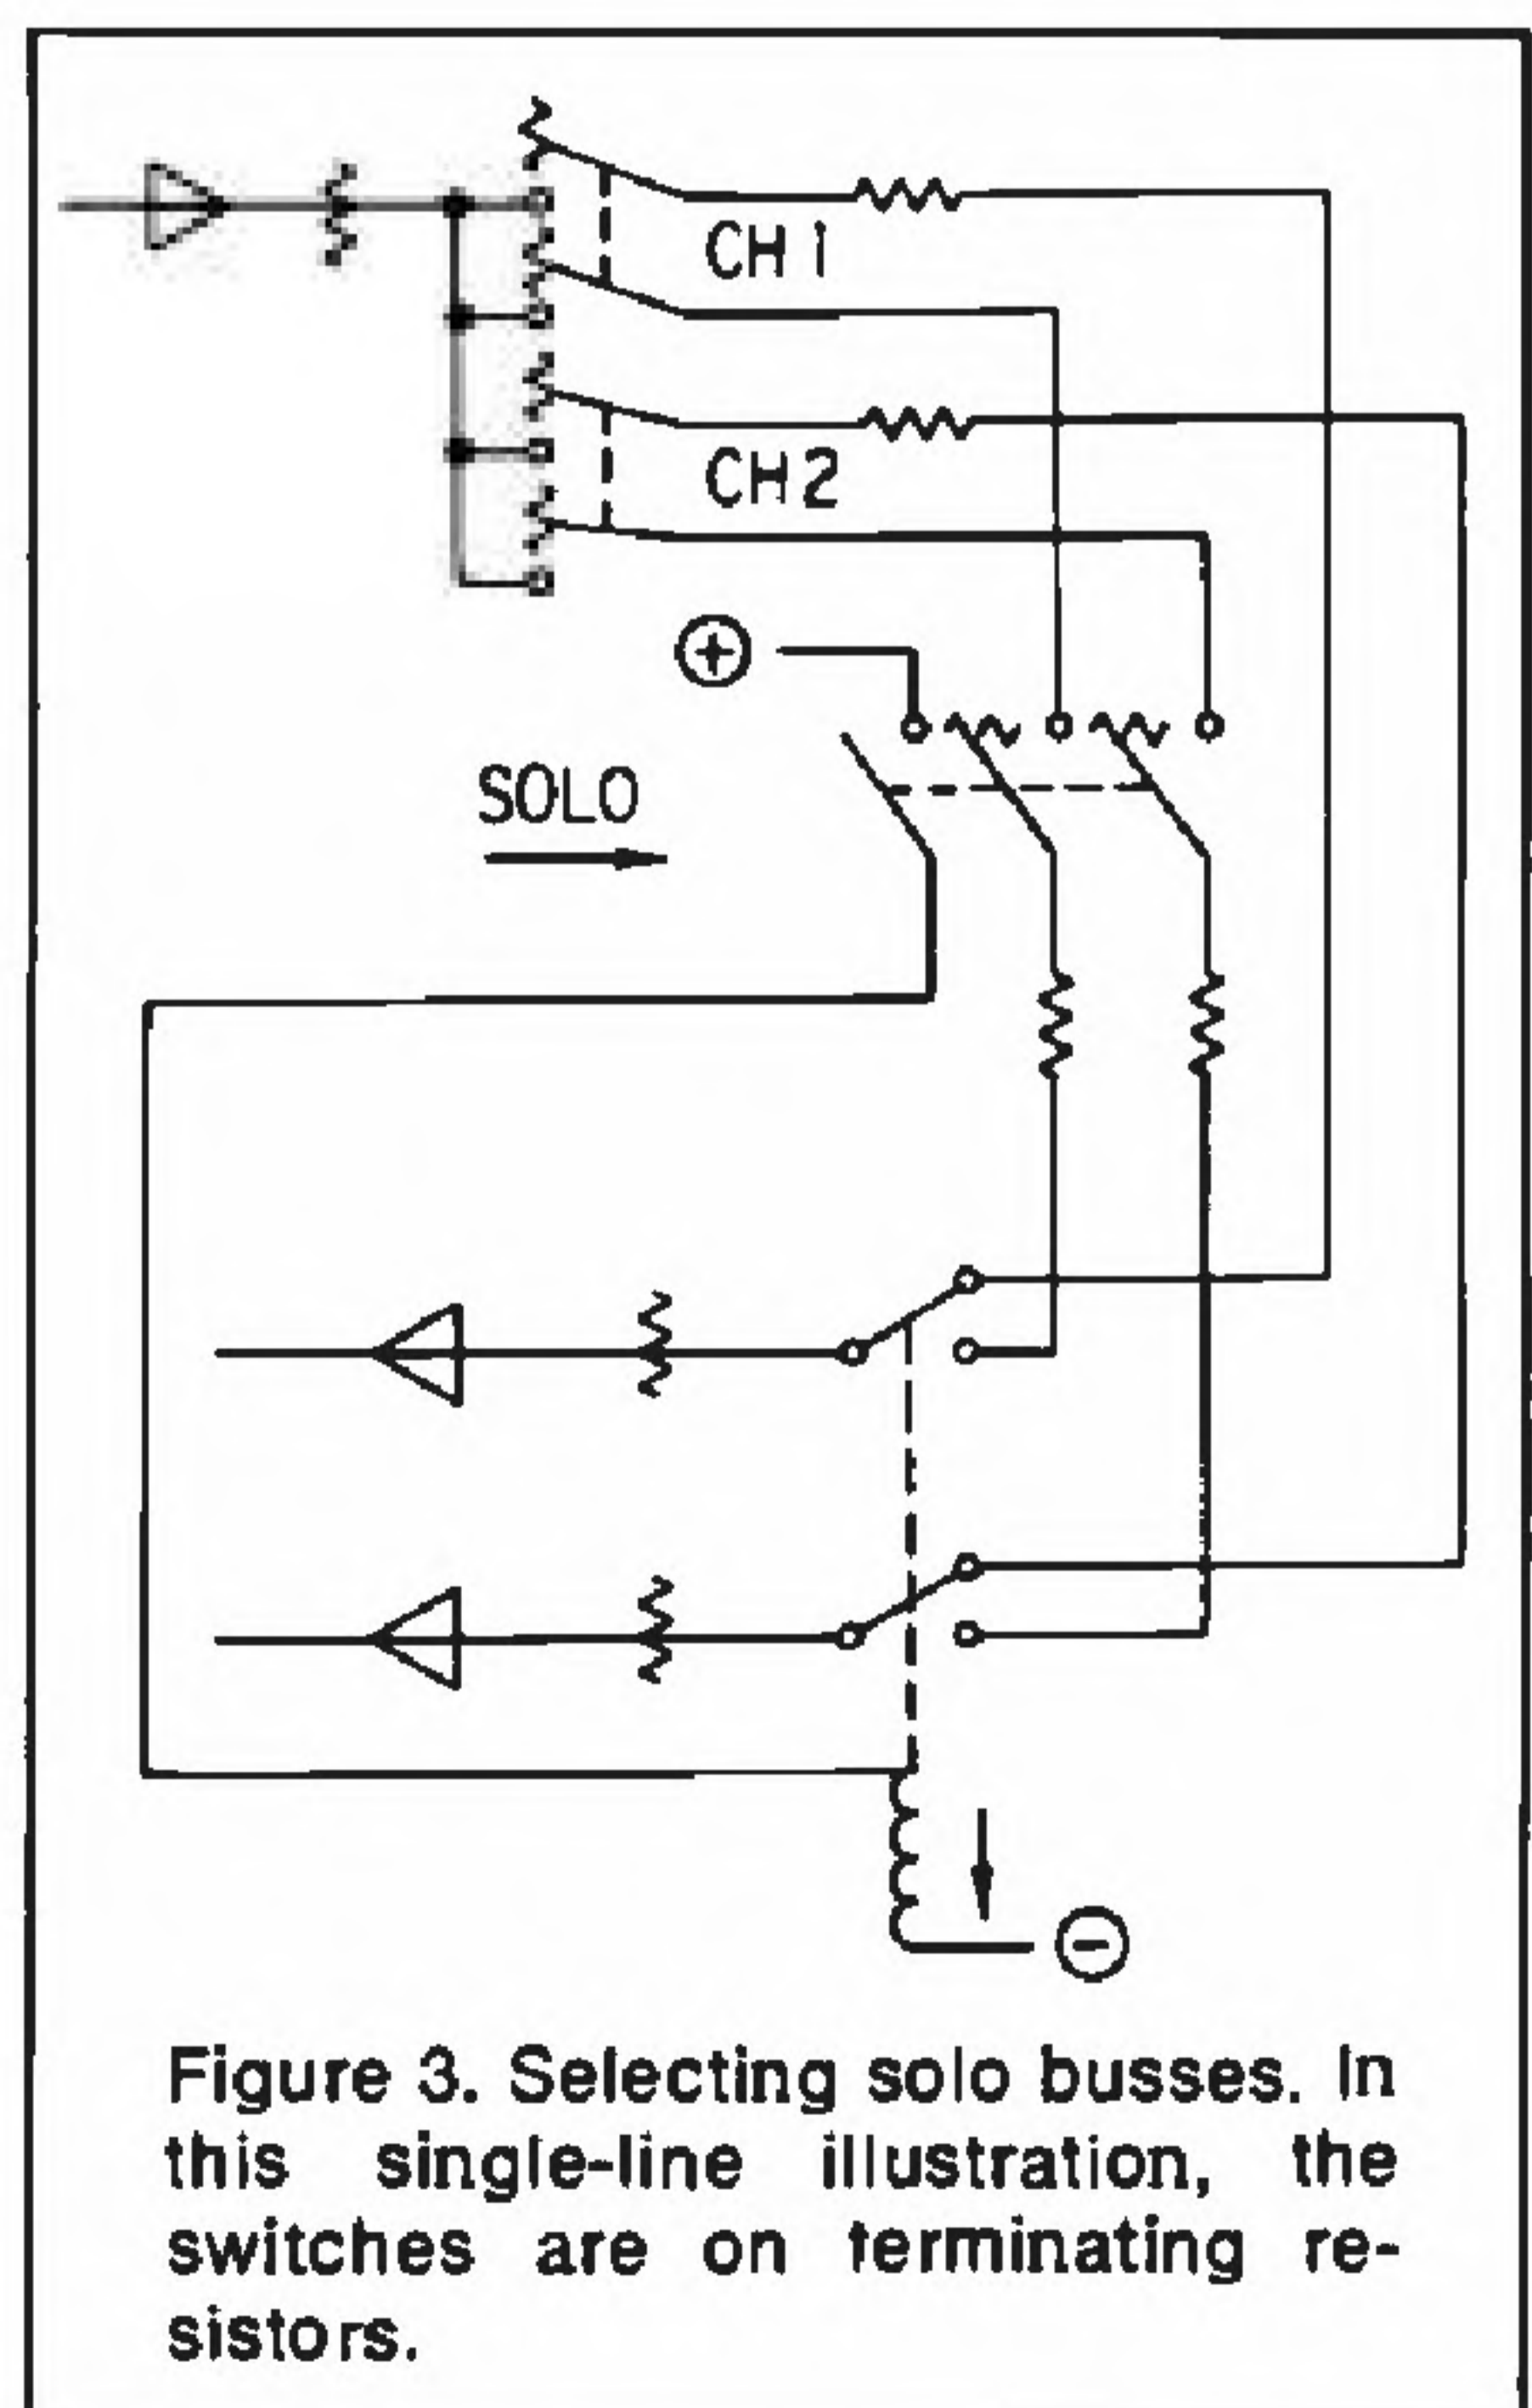 CH 1
CH 2
+
SOLO
-
Figure 3. Selecting solo busses. In
this single-line illustration, the
switches are on terminating re-
sistors.